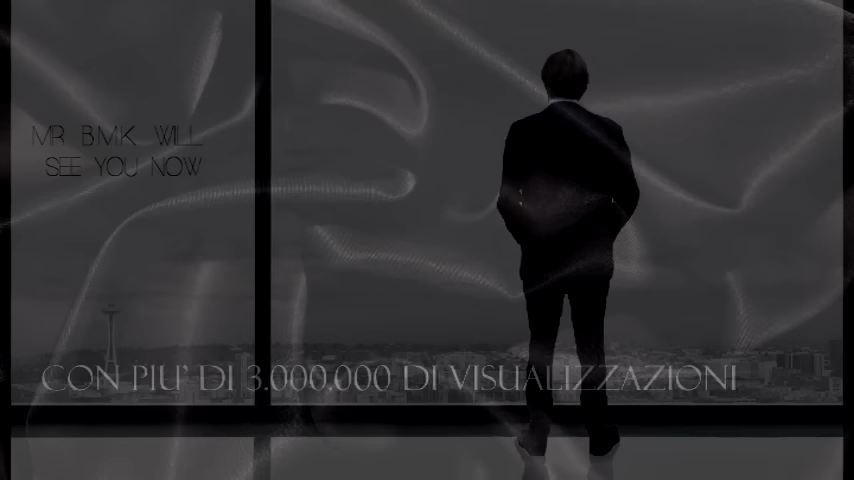 MR BMK WILL
SEE YOU NOW
CON PIU' DI 3.000.000 DI VISUALIZZAZIONI